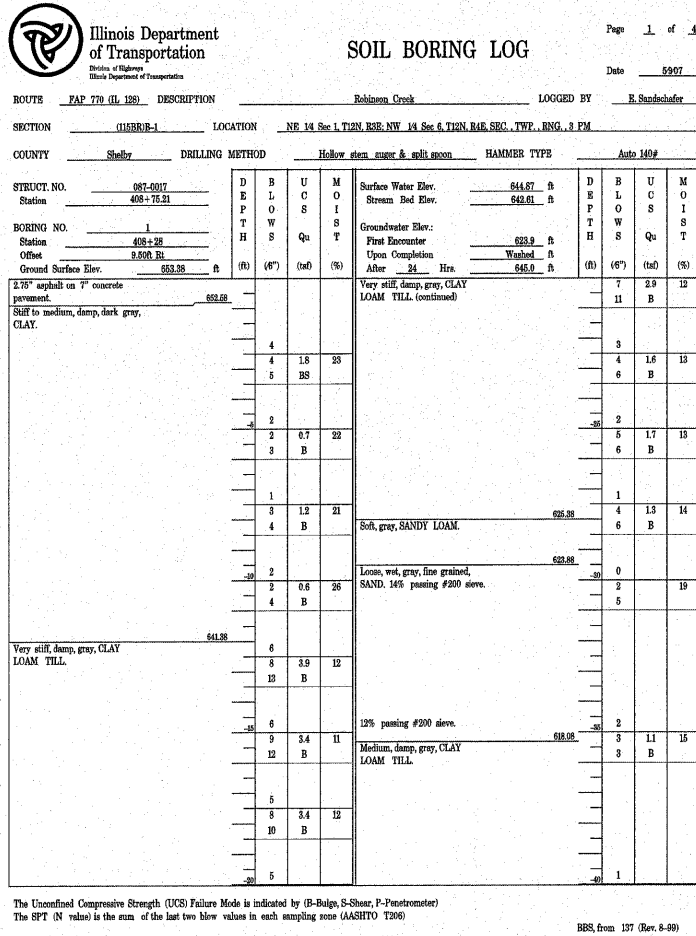 Illinois Department
of Transportation
Division of Highways
Illinois Department of Transportation
SOIL BORING LOG
Page 1 of 4
Date 5/9/07
ROUTE FAP 770 (IL 128) DESCRIPTION Robinson Creek LOGGED BY E. Sandschafer
SECTION (115BR)B-1 LOCATION NE 1/4 Sec 1, T12N, R3E; NW 1/4 Sec 6, T12N, R4E, SEC. , TWP. , RNG. , 3 PM
COUNTY Shelby DRILLING METHOD Hollow stem auger & split spoon HAMMER TYPE Auto 140#
STRUCT. NO. 087-0017
Station 408+75.21
BORING NO. 1
Station 408+28
Offset 9.50ft Rt
Ground Surface Elev. 653.38 ft
DEPTH (ft)
BLOWS (/6")
UCS Qu (tsf)
MOIST (%)
Surface Water Elev. 644.87 ft
Stream Bed Elev. 642.61 ft
Groundwater Elev.:
First Encounter 623.9 ft
Upon Completion Washed ft
After 24 Hrs. 645.0 ft
DEPTH (ft)
BLOWS (/6")
UCS Qu (tsf)
MOIST (%)
2.75" asphalt on 7" concrete
pavement. 652.58
Stiff to medium, damp, dark gray,
CLAY.
4
4 1.8 23
5 BS
-5 2
2 0.7 22
3 B
1
3 1.2 21
4 B
-10 2
2 0.6 26
4 B
641.38
Very stiff, damp, gray, CLAY
LOAM TILL.
6
8 3.9 12
13 B
-15 6
9 3.4 11
12 B
5
8 3.4 12
10 B
-20 5
Very stiff, damp, gray, CLAY
LOAM TILL. (continued)
7 2.9 12
11 B
3
4 1.6 13
6 B
-25 2
5 1.7 13
6 B
1
4 1.3 14
6 B
625.38
Soft, gray, SANDY LOAM.
623.88
Loose, wet, gray, fine grained,
SAND. 14% passing #200 sieve.
-30 0
2 19
5
12% passing #200 sieve.
-35 2
618.08
Medium, damp, gray, CLAY
LOAM TILL.
3 1.1 15
3 B
-40 1
The Unconfined Compressive Strength (UCS) Failure Mode is indicated by (B-Bulge, S-Shear, P-Penetrometer)
The SPT (N value) is the sum of the last two blow values in each sampling zone (AASHTO T206)
BBS, from 137 (Rev. 8-99)